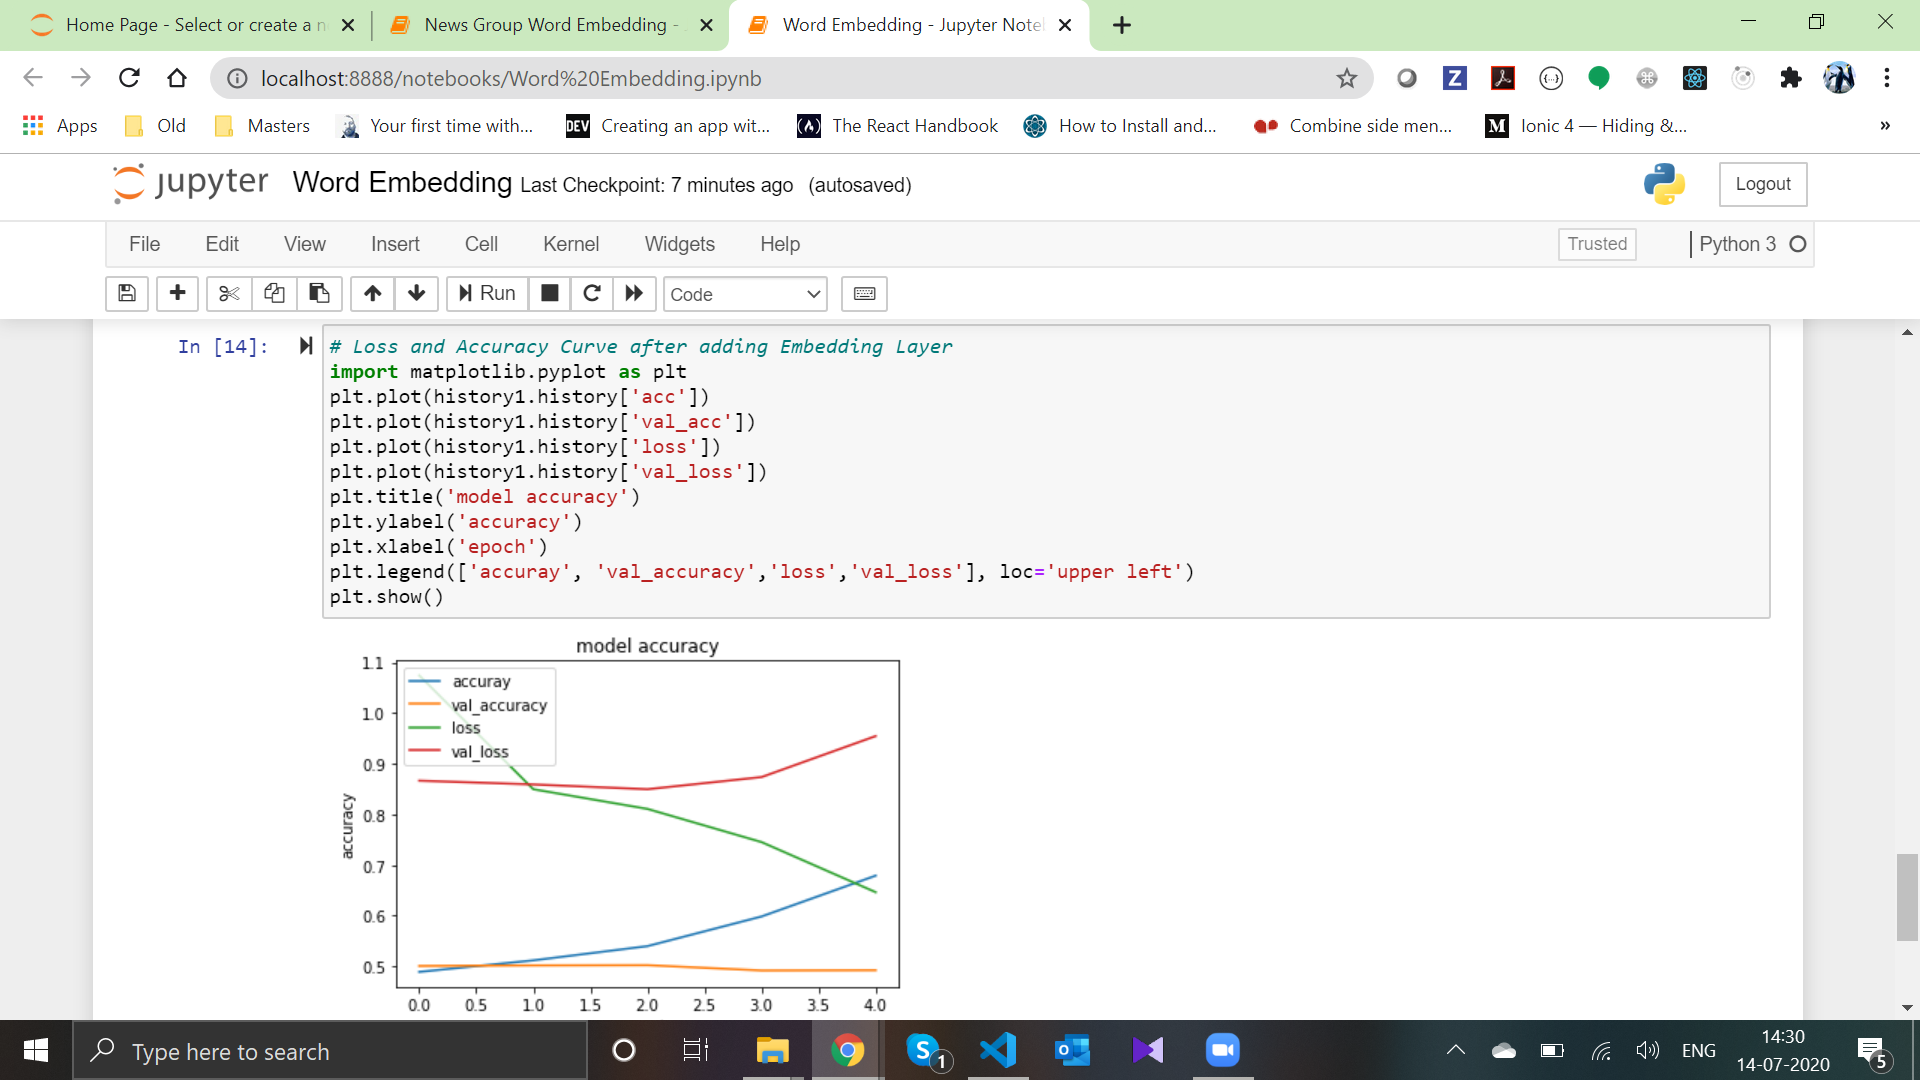 Home Page - Select or create a n
News Group Word Embedding -
Word Embedding - Jupyter Note
localhost:8888/notebooks/Word%20Embedding.ipynb
Apps
Old
Masters
Your first time with...
DEV
Creating an app wit...
The React Handbook
How to Install and...
Combine side men...
M
Ionic 4 — Hiding &...
»
jupyter
Word Embedding Last Checkpoint: 7 minutes ago (autosaved)
Logout
File Edit View Insert Cell Kernel Widgets Help
Trusted
Python 3
Run
Code
In [14]:
# Loss and Accuracy Curve after adding Embedding Layer
import matplotlib.pyplot as plt
plt.plot(history1.history['acc'])
plt.plot(history1.history['val_acc'])
plt.plot(history1.history['loss'])
plt.plot(history1.history['val_loss'])
plt.title('model accuracy')
plt.ylabel('accuracy')
plt.xlabel('epoch')
plt.legend(['accuray', 'val_accuracy','loss','val_loss'], loc='upper left')
plt.show()
model accuracy
accuray
val_accuracy
loss
val_loss
accuracy
1.1
1.0
0.9
0.8
0.7
0.6
0.5
0.0 0.5 1.0 1.5 2.0 2.5 3.0 3.5 4.0
Type here to search
S
1
ENG
14:30
14-07-2020
5